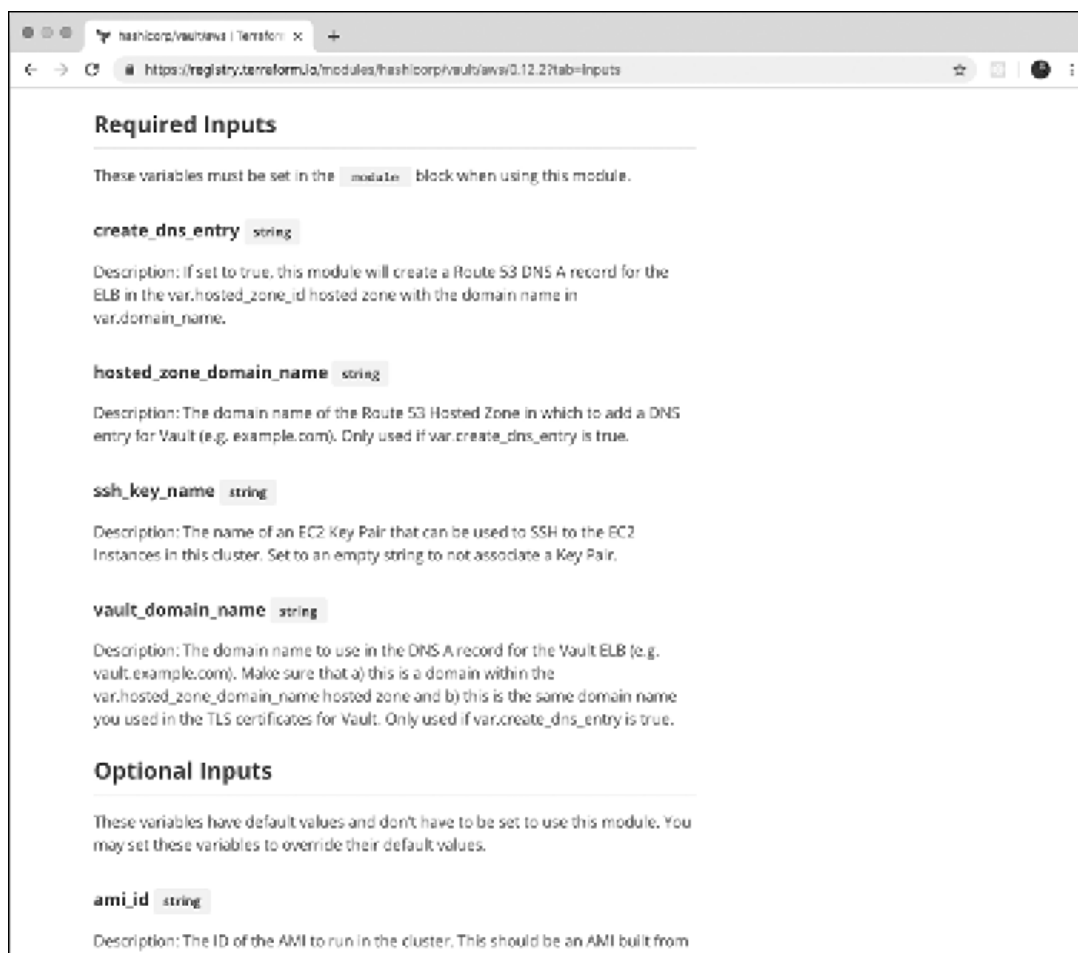 hashicorp/vault/aws | Terraform
https://registry.terraform.io/modules/hashicorp/vault/aws/0.12.2?tab=inputs
Required Inputs
These variables must be set in the module block when using this module.
create_dns_entry string
Description: If set to true, this module will create a Route 53 DNS A record for the
ELB in the var.hosted_zone_id hosted zone with the domain name in
var.domain_name.
hosted_zone_domain_name string
Description: The domain name of the Route 53 Hosted Zone in which to add a DNS
entry for Vault (e.g. example.com). Only used if var.create_dns_entry is true.
ssh_key_name string
Description: The name of an EC2 Key Pair that can be used to SSH to the EC2
Instances in this cluster. Set to an empty string to not associate a Key Pair.
vault_domain_name string
Description: The domain name to use in the DNS A record for the Vault ELB (e.g.
vault.example.com). Make sure that a) this is a domain within the
var.hosted_zone_domain_name hosted zone and b) this is the same domain name
you used in the TLS certificates for Vault. Only used if var.create_dns_entry is true.
Optional Inputs
These variables have default values and don't have to be set to use this module. You
may set these variables to override their default values.
ami_id string
Description: The ID of the AMI to run in the cluster. This should be an AMI built from